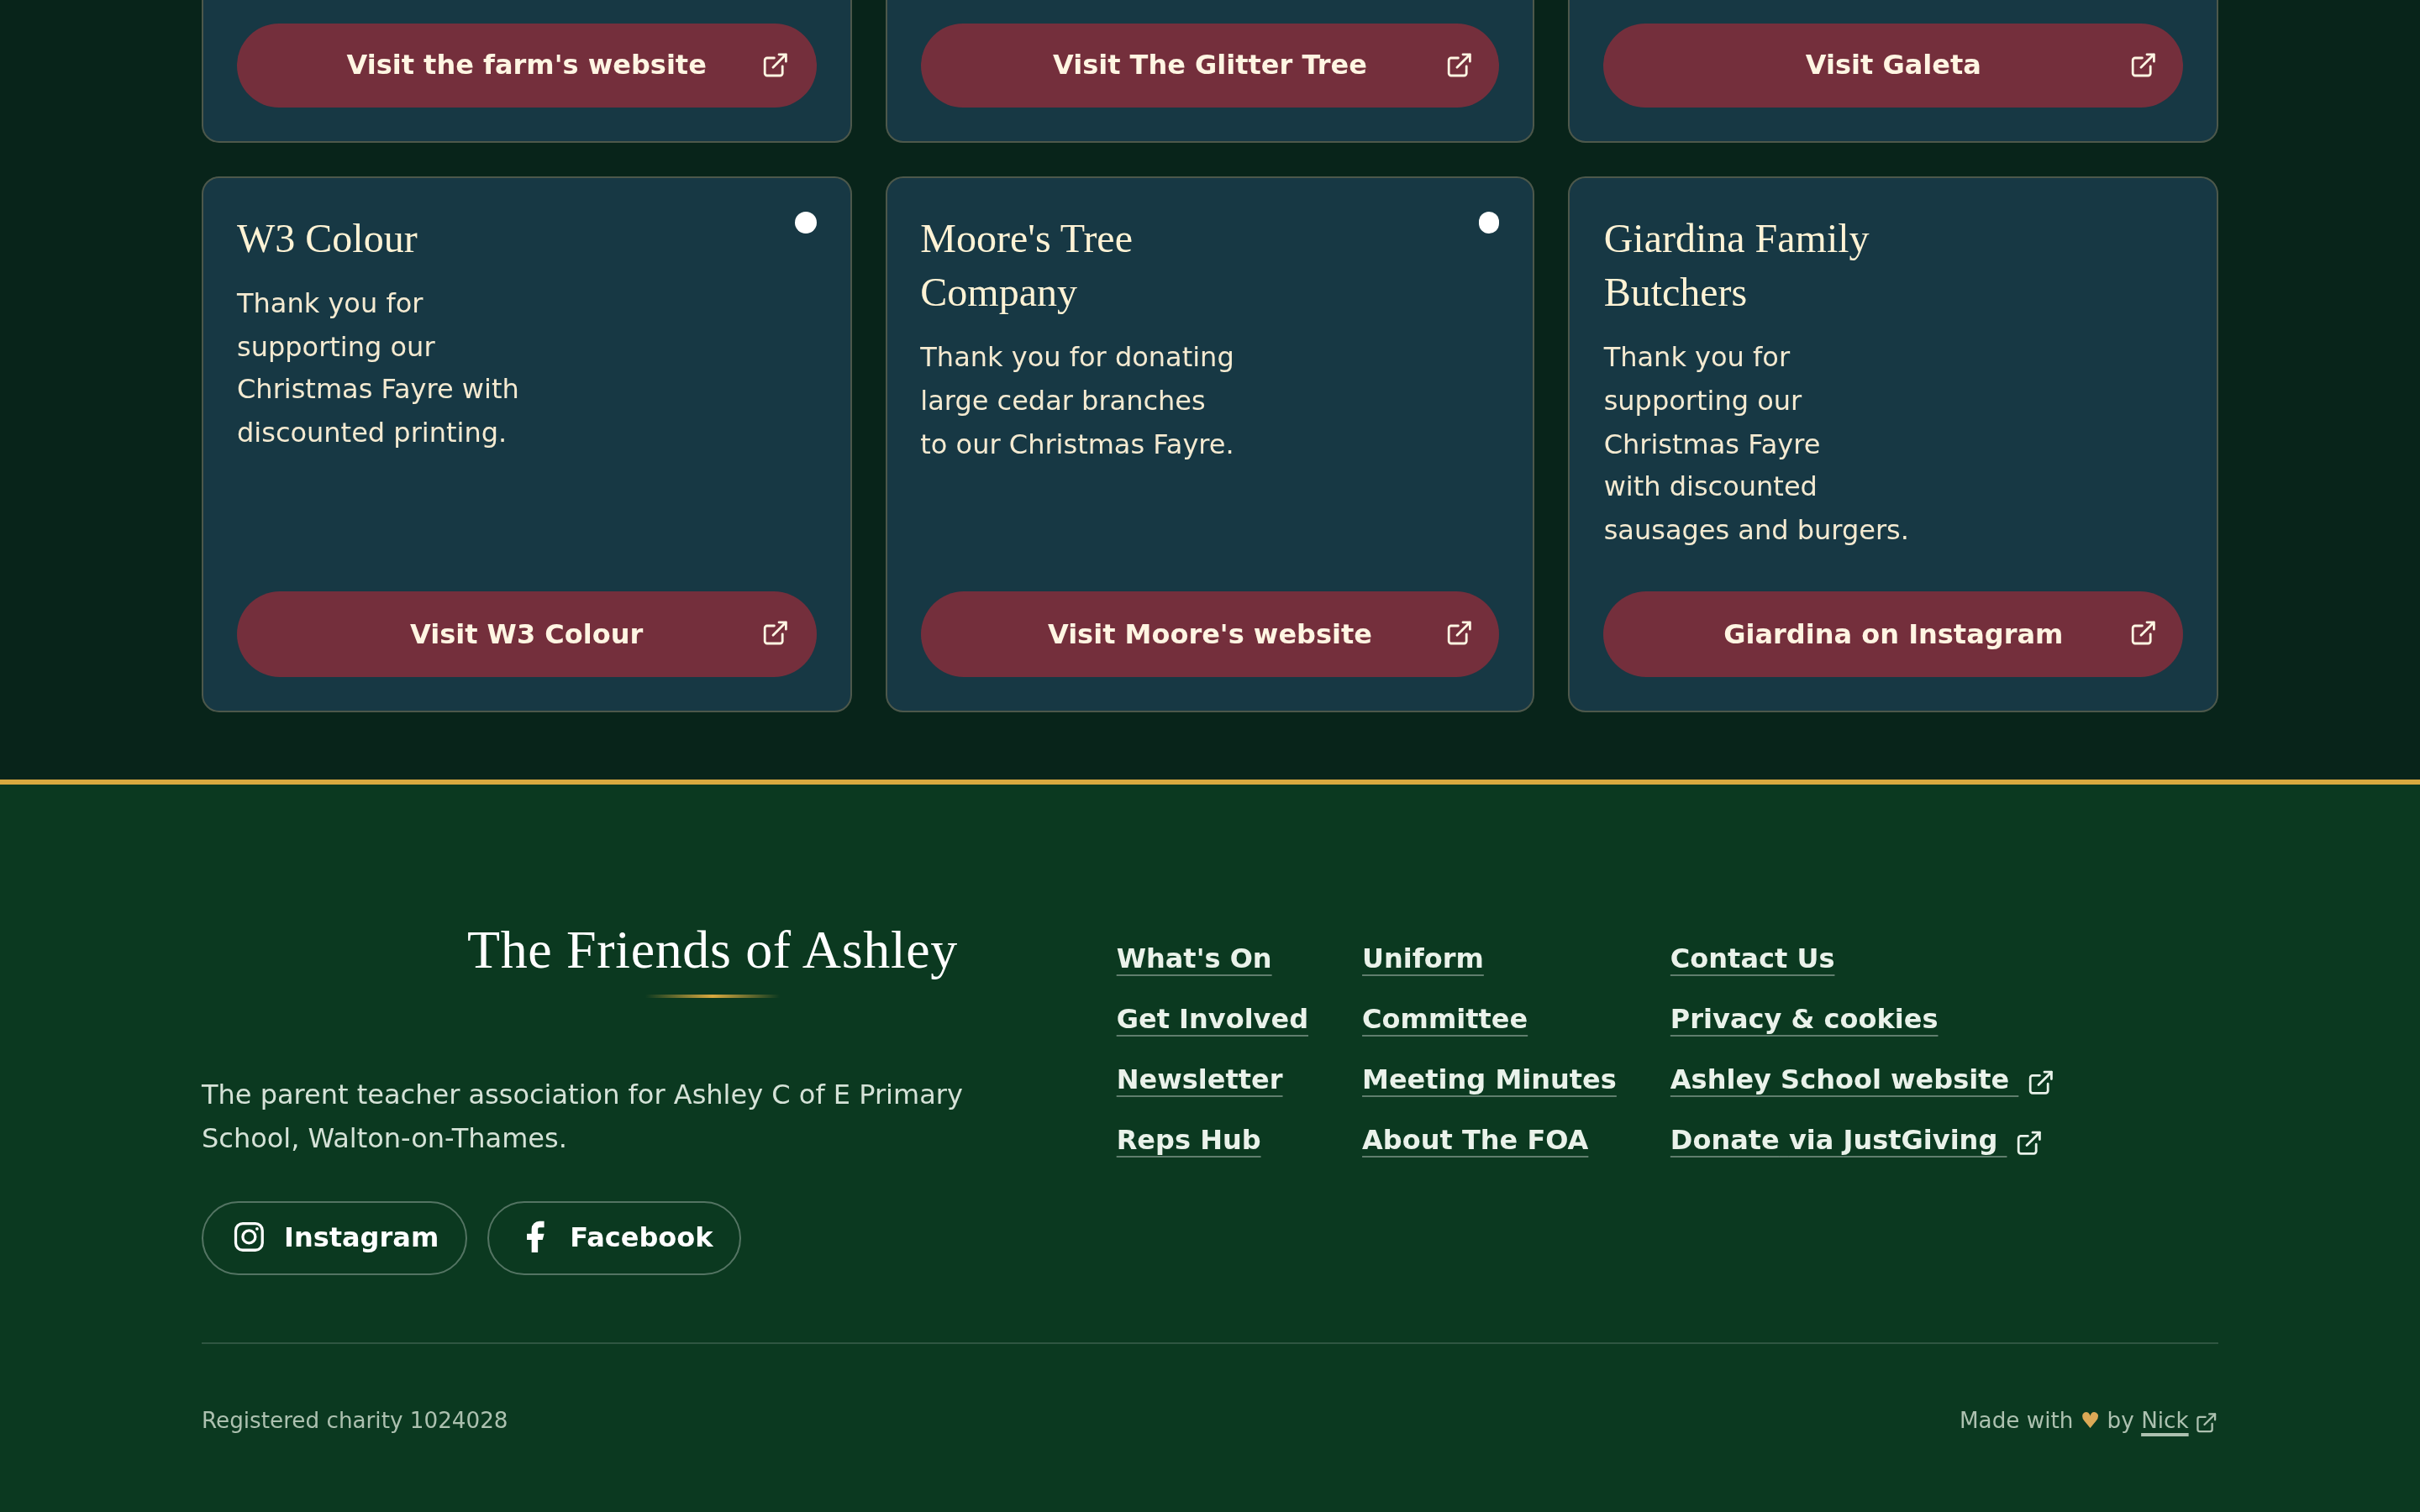 Visit the farm's website
Visit The Glitter Tree
Visit Galeta
W3 Colour
Thank you for
supporting our
Christmas Fayre with
discounted printing.
Visit W3 Colour
Moore's Tree
Company
Thank you for donating
large cedar branches
to our Christmas Fayre.
Visit Moore's website
Giardina Family
Butchers
Thank you for
supporting our
Christmas Fayre
with discounted
sausages and burgers.
Giardina on Instagram
The Friends of Ashley
The parent teacher association for Ashley C of E Primary
School, Walton-on-Thames.
Instagram
Facebook
What's On
Get Involved
Newsletter
Reps Hub
Uniform
Committee
Meeting Minutes
About The FOA
Contact Us
Privacy & cookies
Ashley School website
Donate via JustGiving
Registered charity 1024028
Made with ♥ by Nick